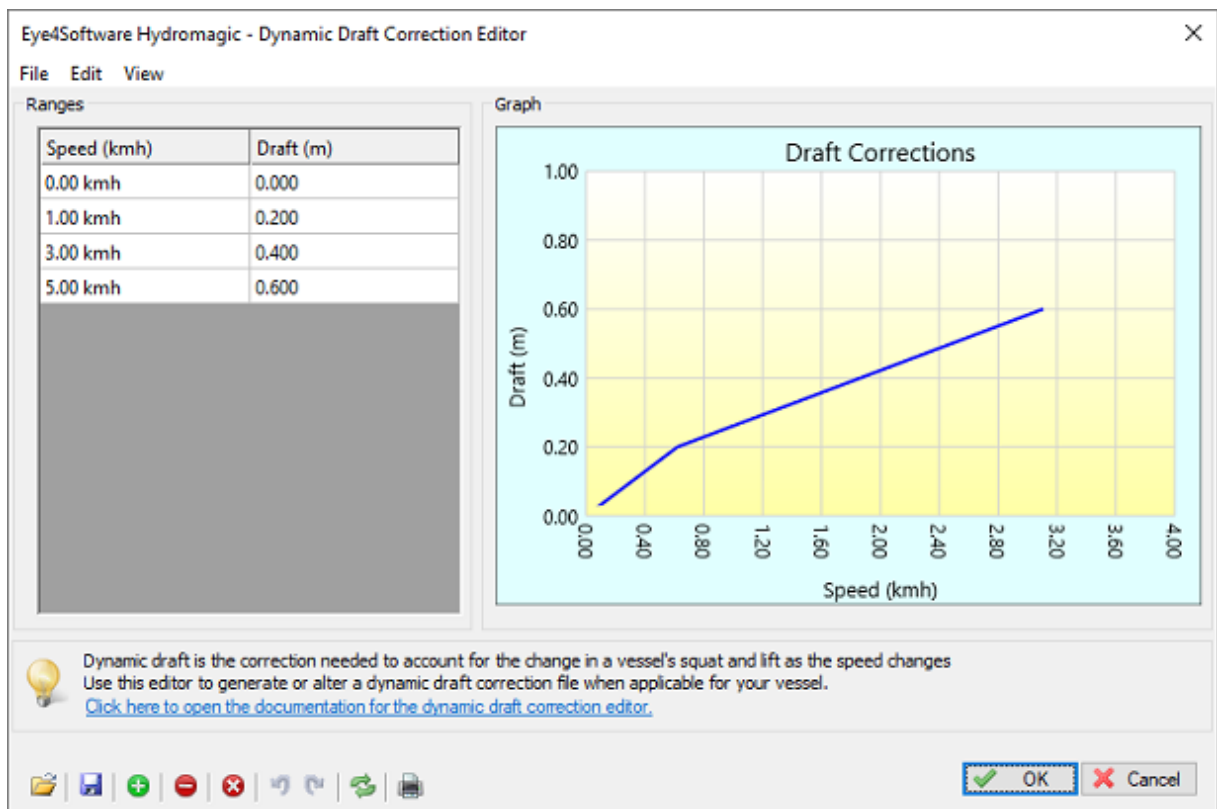 Eye4Software Hydromagic - Dynamic Draft Correction Editor
File Edit View
Ranges
Speed (kmh) Draft (m)
0.00 kmh 0.000
1.00 kmh 0.200
3.00 kmh 0.400
5.00 kmh 0.600
Graph
Draft Corrections
1.00
0.80
0.60
0.40
0.20
0.00
Draft (m)
0.00 0.40 0.80 1.20 1.60 2.00 2.40 2.80 3.20 3.60 4.00
Speed (kmh)
Dynamic draft is the correction needed to account for the change in a vessel's squat and lift as the speed changes
Use this editor to generate or alter a dynamic draft correction file when applicable for your vessel.
Click here to open the documentation for the dynamic draft correction editor.
OK Cancel